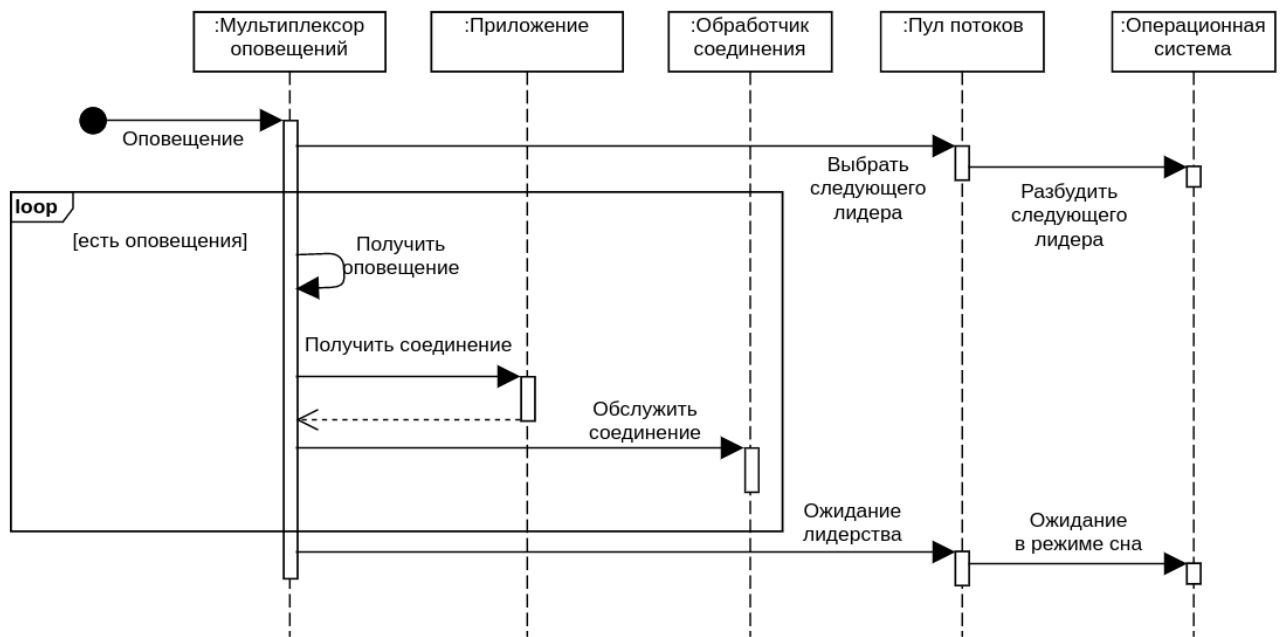 :Мультиплексор
оповещений
:Приложение
:Обработчик
соединения
:Пул потоков
:Операционная
система
Оповещение
Выбрать
следующего
лидера
Разбудить
следующего
лидера
loop
[есть оповещения]
Получить
оповещение
Получить соединение
Обслужить
соединение
Ожидание
лидерства
Ожидание
в режиме сна